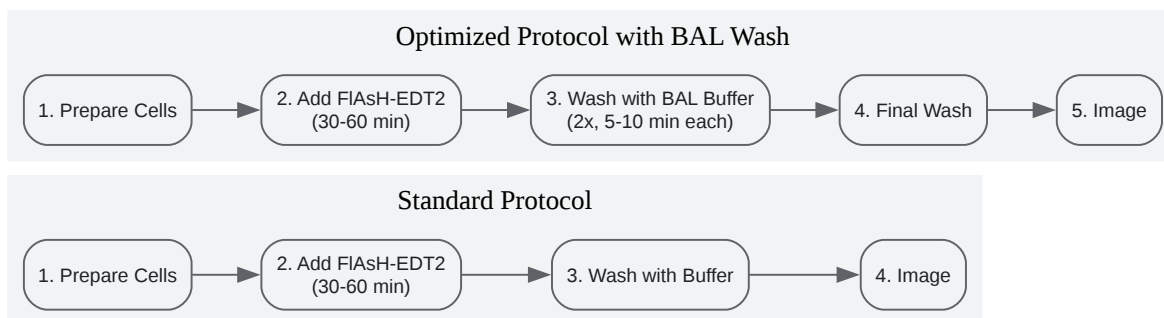 Optimized Protocol with BAL Wash
1. Prepare Cells
2. Add FlAsH-EDT2
(30-60 min)
3. Wash with BAL Buffer
(2x, 5-10 min each)
4. Final Wash
5. Image
Standard Protocol
1. Prepare Cells
2. Add FlAsH-EDT2
(30-60 min)
3. Wash with Buffer
4. Image